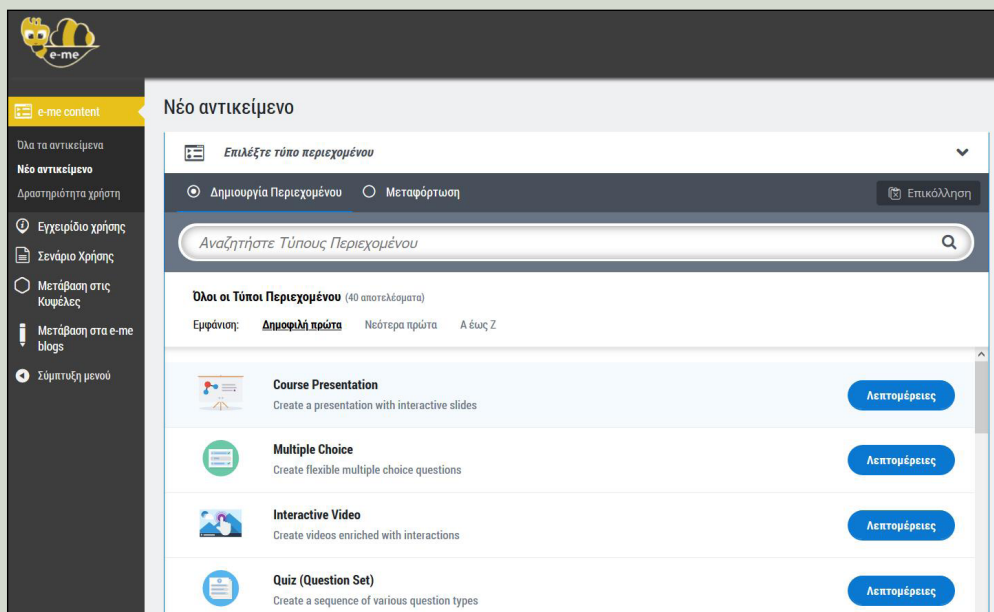 e-me
e-me content
Όλα τα αντικείμενα
Νέο αντικείμενο
Δραστηριότητα χρήστη
Εγχειρίδιο χρήσης
Σενάριο Χρήσης
Μετάβαση στις
Κυψέλες
Μετάβαση στα e-me
blogs
Σύμπτυξη μενού
Νέο αντικείμενο
Επιλέξτε τύπο περιεχομένου
Δημιουργία Περιεχομένου Μεταφόρτωση Επικόλληση
Αναζητήστε Τύπους Περιεχομένου
Όλοι οι Τύποι Περιεχομένου (40 αποτελέσματα)
Εμφάνιση: Δημοφιλή πρώτα Νεότερα πρώτα Α έως Ζ
Course Presentation
Create a presentation with interactive slides
Λεπτομέρειες
Multiple Choice
Create flexible multiple choice questions
Λεπτομέρειες
Interactive Video
Create videos enriched with interactions
Λεπτομέρειες
Quiz (Question Set)
Create a sequence of various question types
Λεπτομέρειες